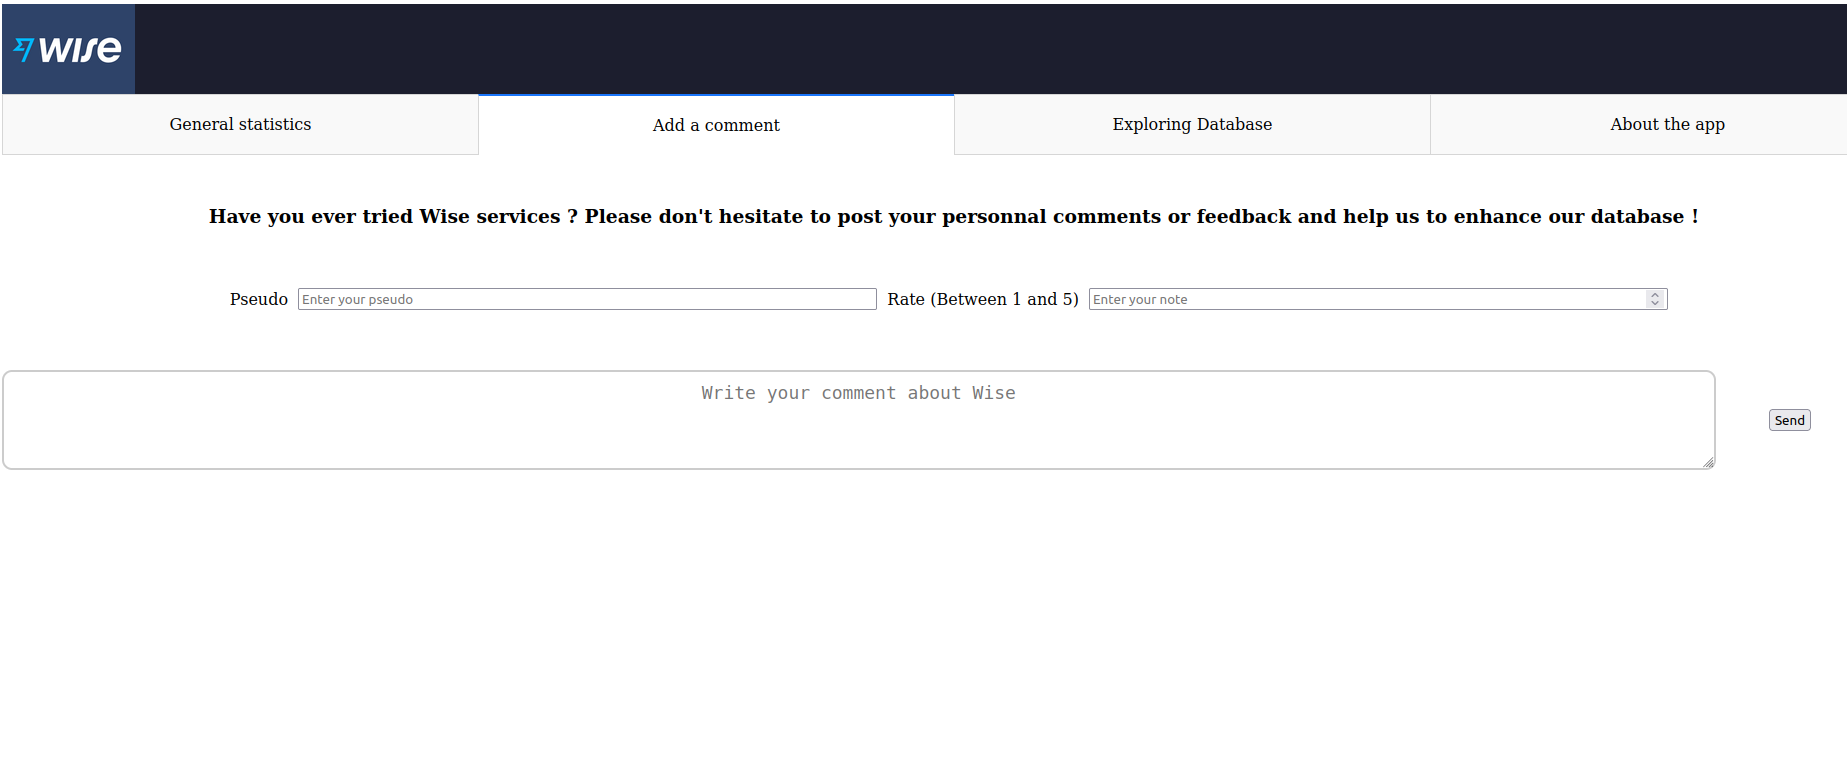 wise
General statistics Add a comment Exploring Database About the app
Have you ever tried Wise services ? Please don't hesitate to post your personnal comments or feedback and help us to enhance our database !
Pseudo Enter your pseudo Rate (Between 1 and 5) Enter your note
Write your comment about Wise
Send